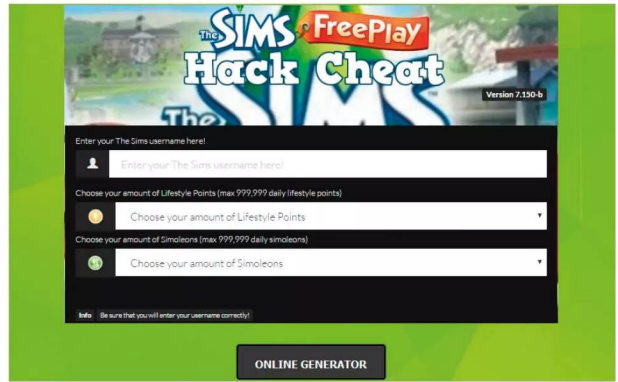 The SIMS FreePlay
Hack Cheat
Version 7.150-b
The SIMS
Enter your The Sims username here!
Enter your The Sims username here!
Choose your amount of Lifestyle Points (max 999,999 daily lifestyle points)
Choose your amount of Lifestyle Points
Choose your amount of Simoleons (max 999,999 daily simoleons)
Choose your amount of Simoleons
Info Be sure that you will enter your username correctly!
ONLINE GENERATOR